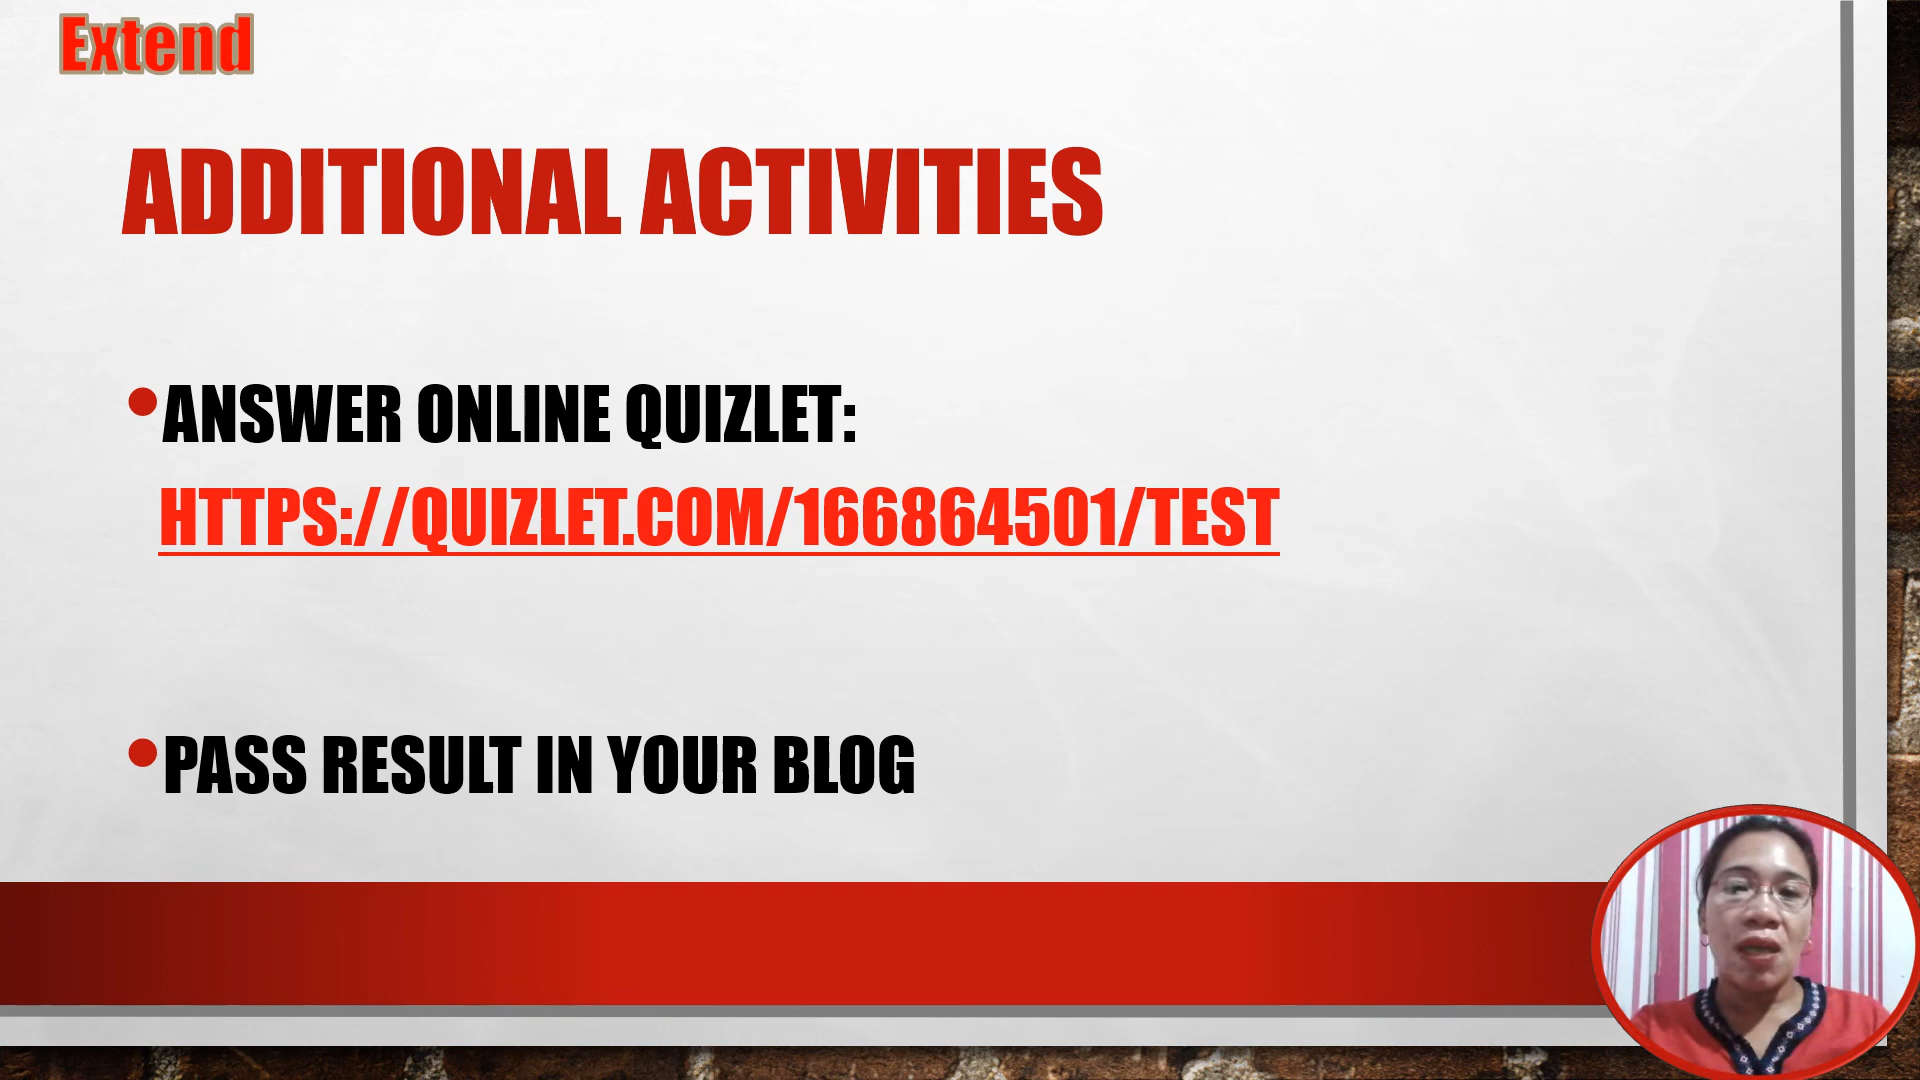 Extend
ADDITIONAL ACTIVITIES
•ANSWER ONLINE QUIZLET:
HTTPS://QUIZLET.COM/166864501/TEST
•PASS RESULT IN YOUR BLOG